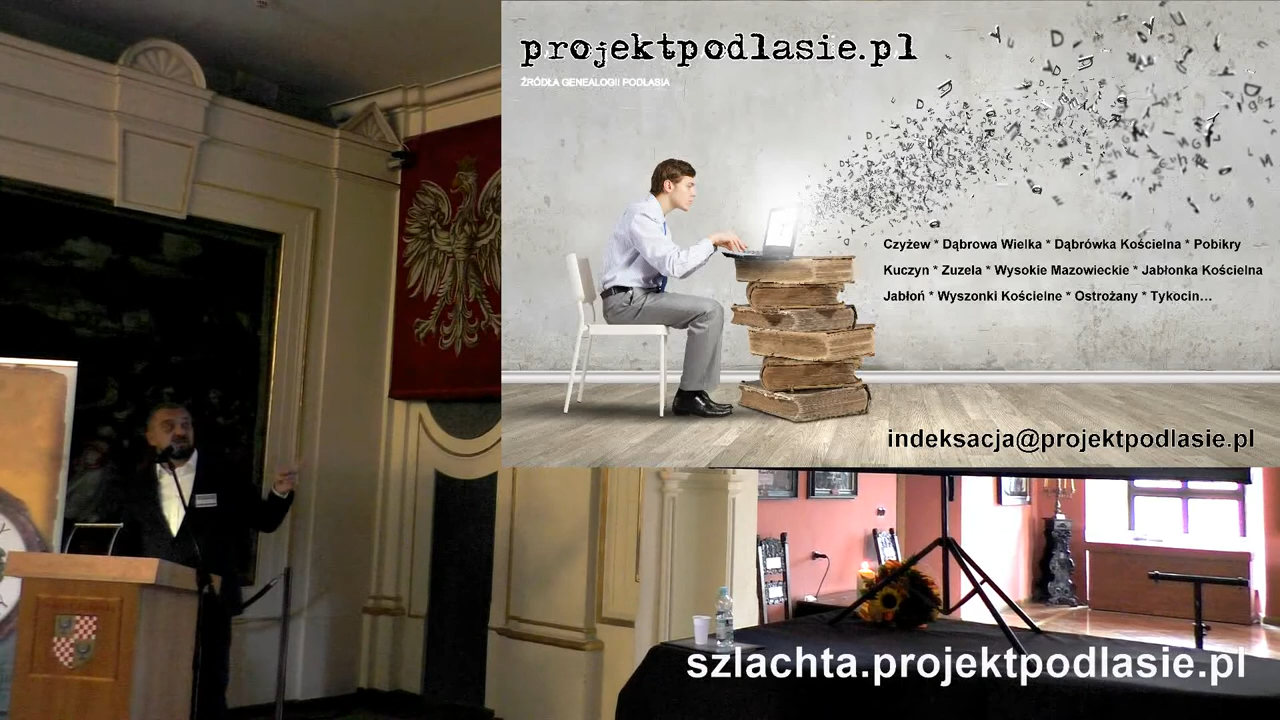 projektpodlasie.pl
ŹRÓDŁA GENEALOGII PODLASIA
Czyżew * Dąbrowa Wielka * Dąbrówka Kościelna * Pobikry
Kuczyn * Zuzela * Wysokie Mazowieckie * Jabłonka Kościelna
Jabłoń * Wyszonki Kościelne * Ostrożany * Tykocin...
indeksacja@projektpodlasie.pl
szlachta.projektpodlasie.pl